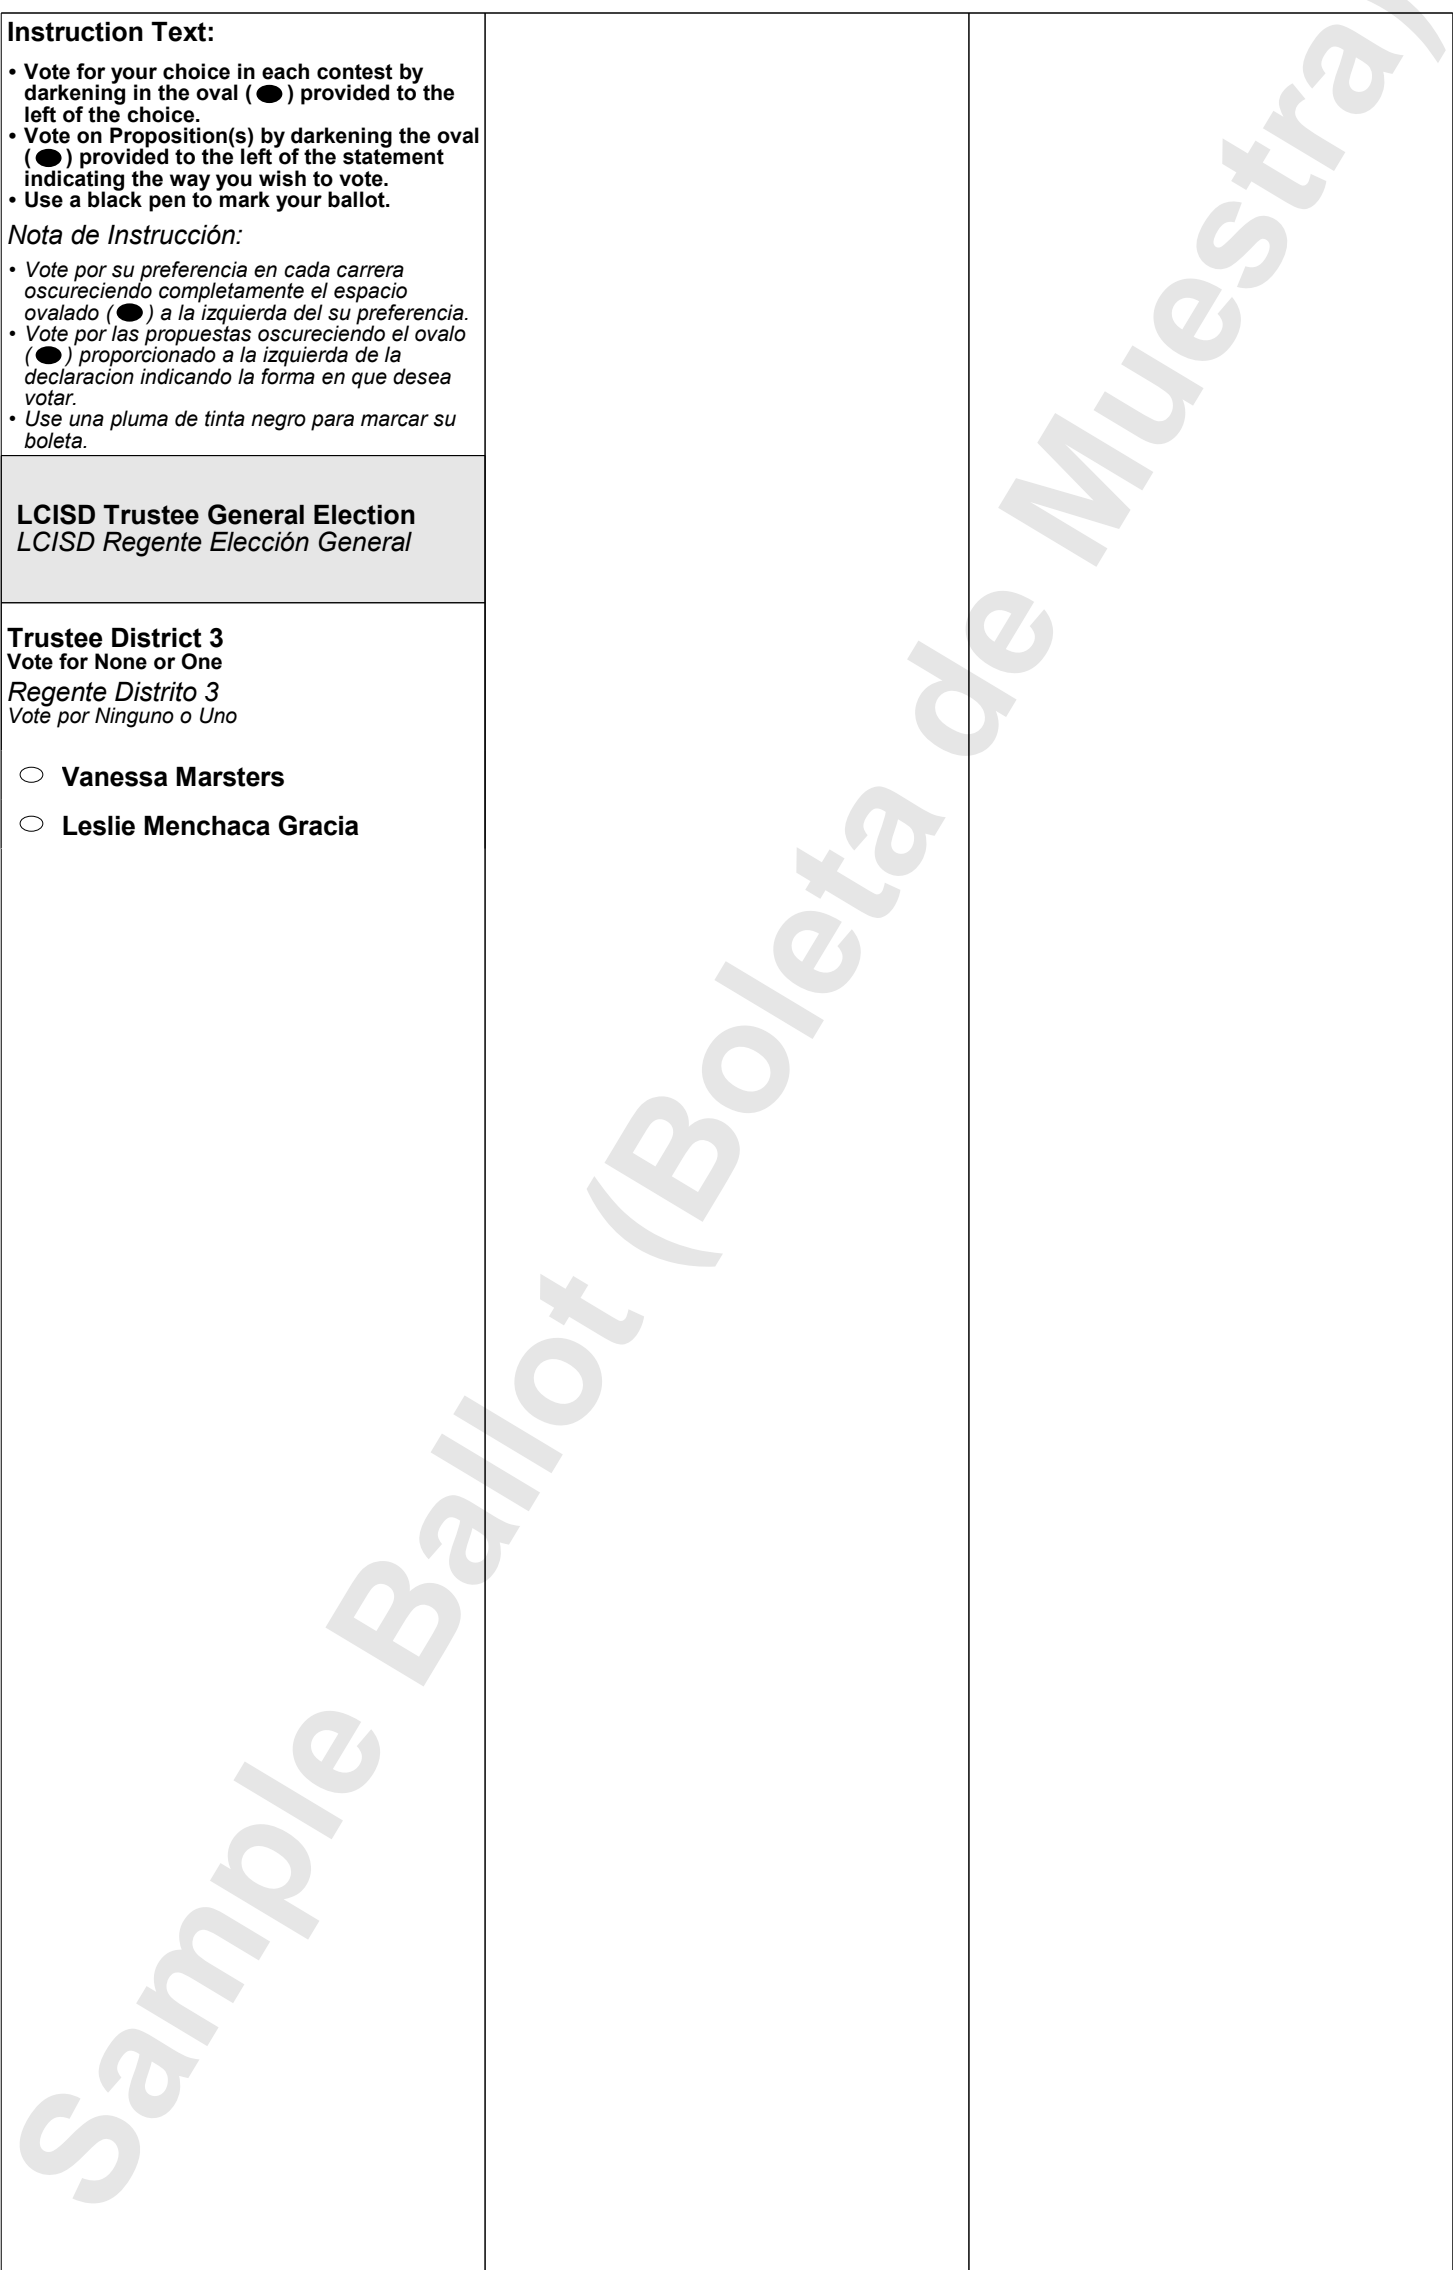 Instruction Text:
• Vote for your choice in each contest by
darkening in the oval ( ) provided to the
left of the choice.
• Vote on Proposition(s) by darkening the oval
( ) provided to the left of the statement
indicating the way you wish to vote.
• Use a black pen to mark your ballot.
Nota de Instrucción:
• Vote por su preferencia en cada carrera
oscureciendo completamente el espacio
ovalado ( ) a la izquierda del su preferencia.
• Vote por las propuestas oscureciendo el ovalo
( ) proporcionado a la izquierda de la
declaracion indicando la forma en que desea
votar.
• Use una pluma de tinta negro para marcar su
boleta.
LCISD Trustee General Election
LCISD Regente Elección General
Trustee District 3
Vote for None or One
Regente Distrito 3
Vote por Ninguno o Uno
Vanessa Marsters
Leslie Menchaca Gracia
Sample Ballot (Boleta de Muestra)